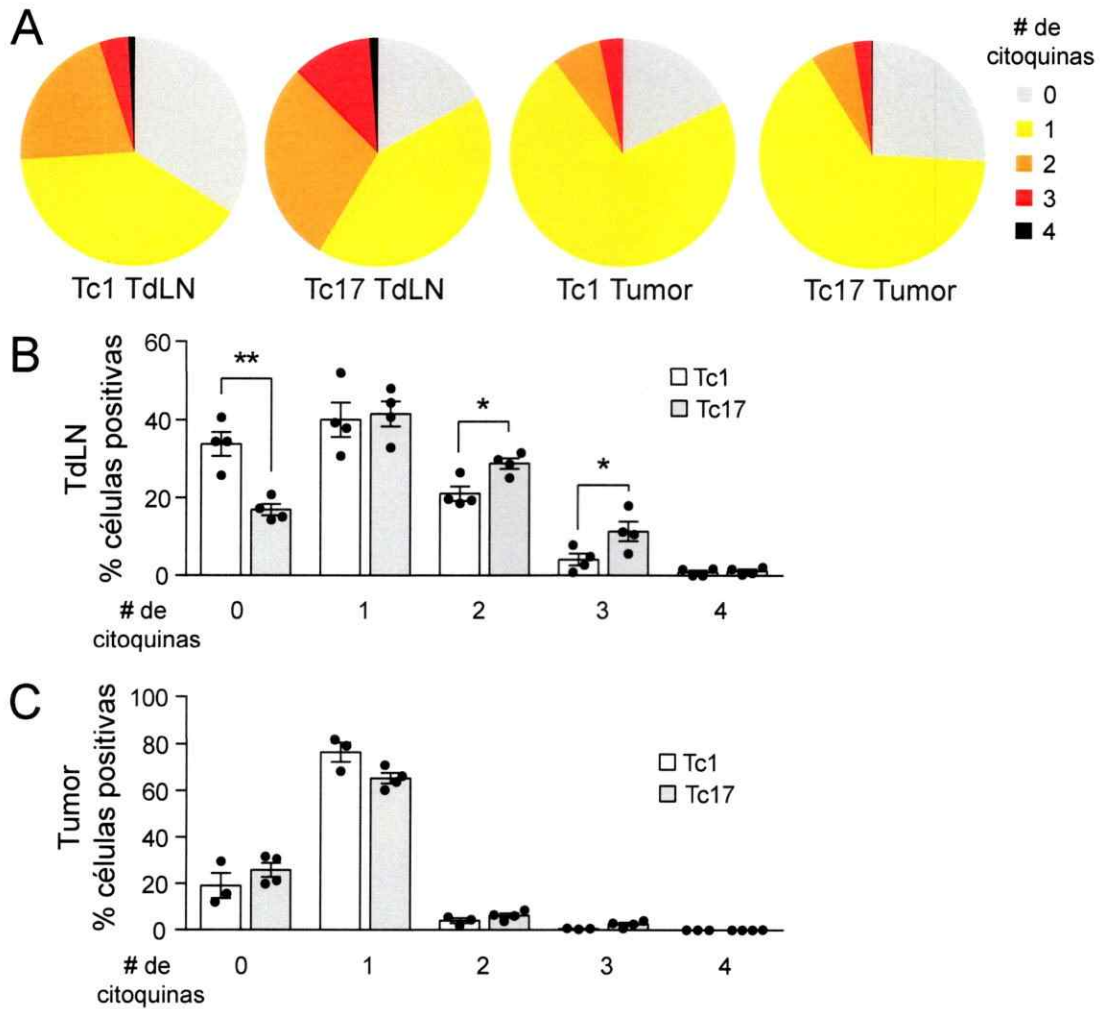 A
# de
citoquinas
0
1
2
3
4
Tc1 TdLN
Tc17 TdLN
Tc1 Tumor
Tc17 Tumor
B
TdLN
% células positivas
60
40
20
0
**
*
*
Tc1
Tc17
# de
citoquinas
0
1
2
3
4
C
Tumor
% células positivas
100
80
60
40
20
0
Tc1
Tc17
# de
citoquinas
0
1
2
3
4